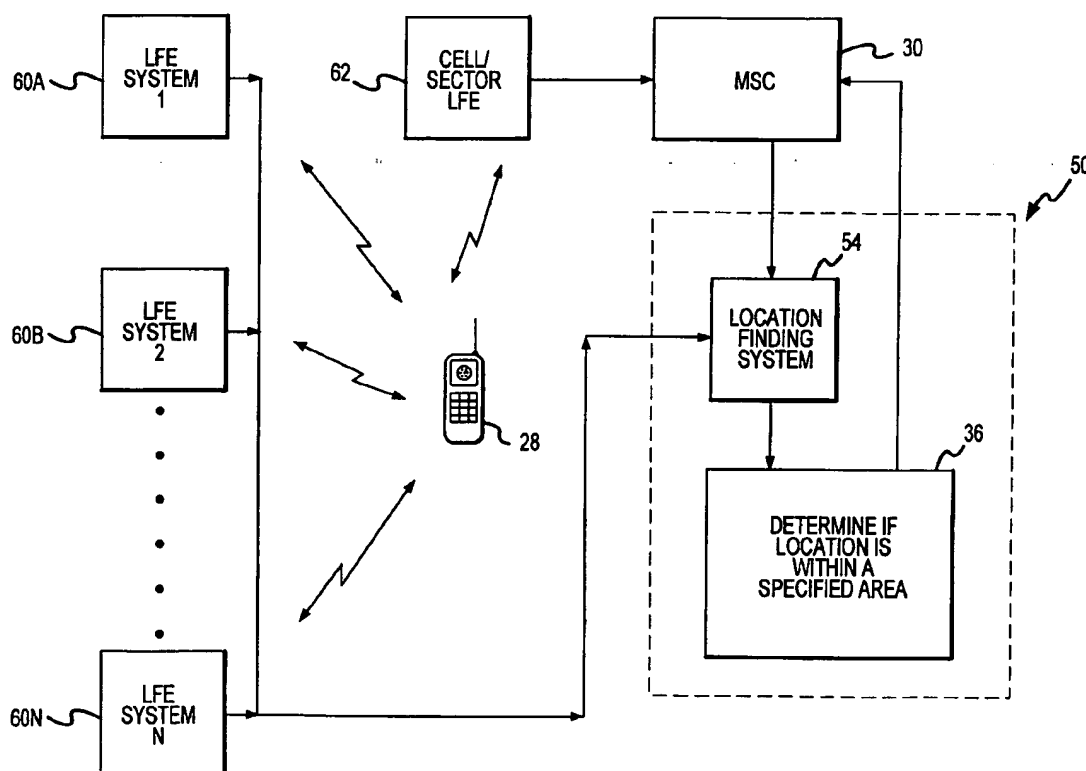 60A
LFE
SYSTEM
1
62
CELL/
SECTOR
LFE
30
MSC
50
60B
LFE
SYSTEM
2
28
54
LOCATION
FINDING
SYSTEM
36
DETERMINE IF
LOCATION IS
WITHIN A
SPECIFIED AREA
60N
LFE
SYSTEM
N